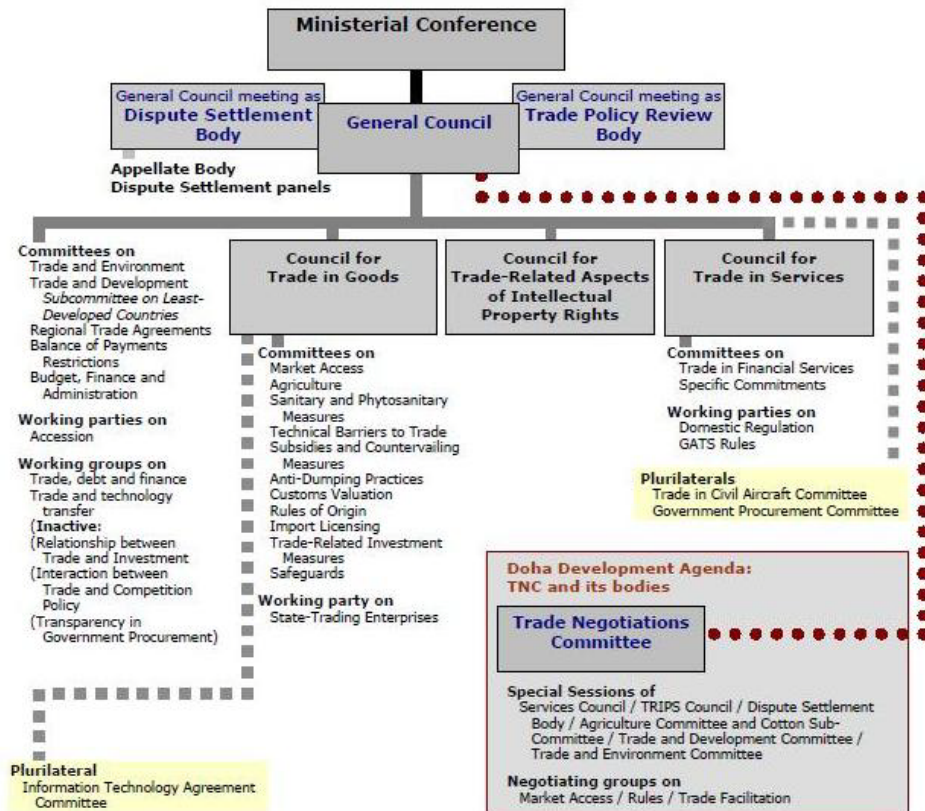 Ministerial Conference
General Council meeting as
Dispute Settlement
Body
General Council
General Council meeting as
Trade Policy Review
Body
Appellate Body
Dispute Settlement panels
Committees on
Trade and Environment
Trade and Development
Subcommittee on Least-
Developed Countries
Regional Trade Agreements
Balance of Payments
Restrictions
Budget, Finance and
Administration
Working parties on
Accession
Working groups on
Trade, debt and finance
Trade and technology
transfer
(Inactive:
(Relationship between
Trade and Investment
(Interaction between
Trade and Competition
Policy
(Transparency in
Government Procurement)
Plurilateral
Information Technology Agreement
Committee
Council for
Trade in Goods
Committees on
Market Access
Agriculture
Sanitary and Phytosanitary
Measures
Technical Barriers to Trade
Subsidies and Countervailing
Measures
Anti-Dumping Practices
Customs Valuation
Rules of Origin
Import Licensing
Trade-Related Investment
Measures
Safeguards
Working party on
State-Trading Enterprises
Council for
Trade-Related Aspects
of Intellectual
Property Rights
Council for
Trade in Services
Committees on
Trade in Financial Services
Specific Commitments
Working parties on
Domestic Regulation
GATS Rules
Plurilaterals
Trade in Civil Aircraft Committee
Government Procurement Committee
Doha Development Agenda:
TNC and its bodies
Trade Negotiations
Committee
Special Sessions of
Services Council / TRIPS Council / Dispute Settlement
Body / Agriculture Committee and Cotton Sub-
Committee / Trade and Development Committee /
Trade and Environment Committee
Negotiating groups on
Market Access / Rules / Trade Facilitation